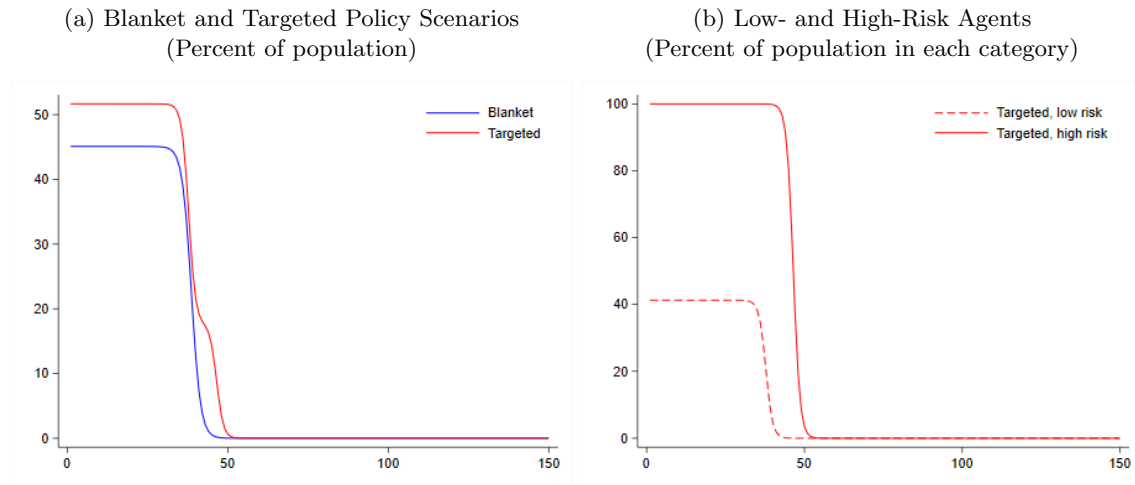 (a) Blanket and Targeted Policy Scenarios
(Percent of population)
50
40
30
20
10
0
0
50
100
150
Blanket
Targeted
(b) Low- and High-Risk Agents
(Percent of population in each category)
100
80
60
40
20
0
0
50
100
150
Targeted, low risk
Targeted, high risk